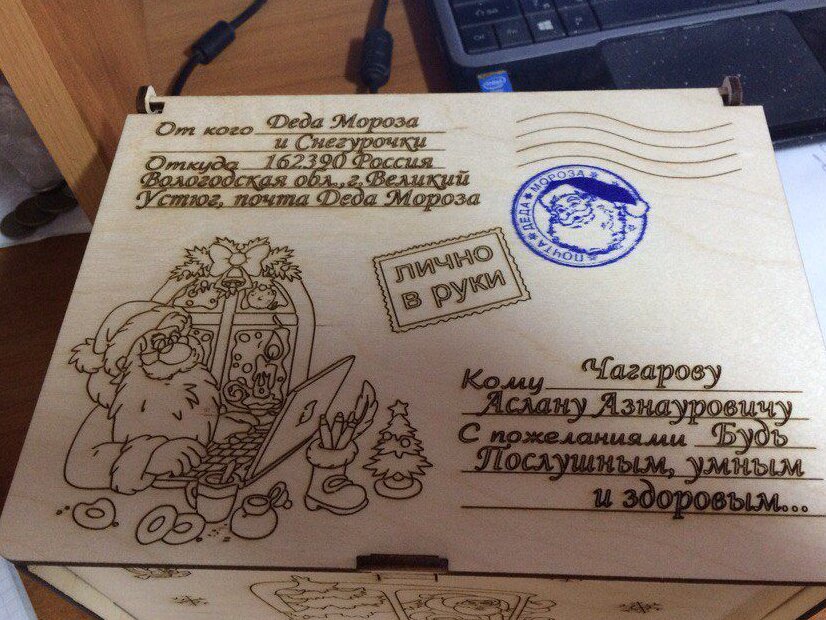 От кого Деда Мороза
и Снегурочки
Откуда 162390 Россия
Вологодская обл., г. Великий
Устюг, почта Деда Мороза
ПОЧТА ★ ДЕДА ★ МОРОЗА ★
лично
в руки
Кому Чагарову
Аслану Азнауровичу
С пожеланиями Будь
Послушным, умным
и здоровым...